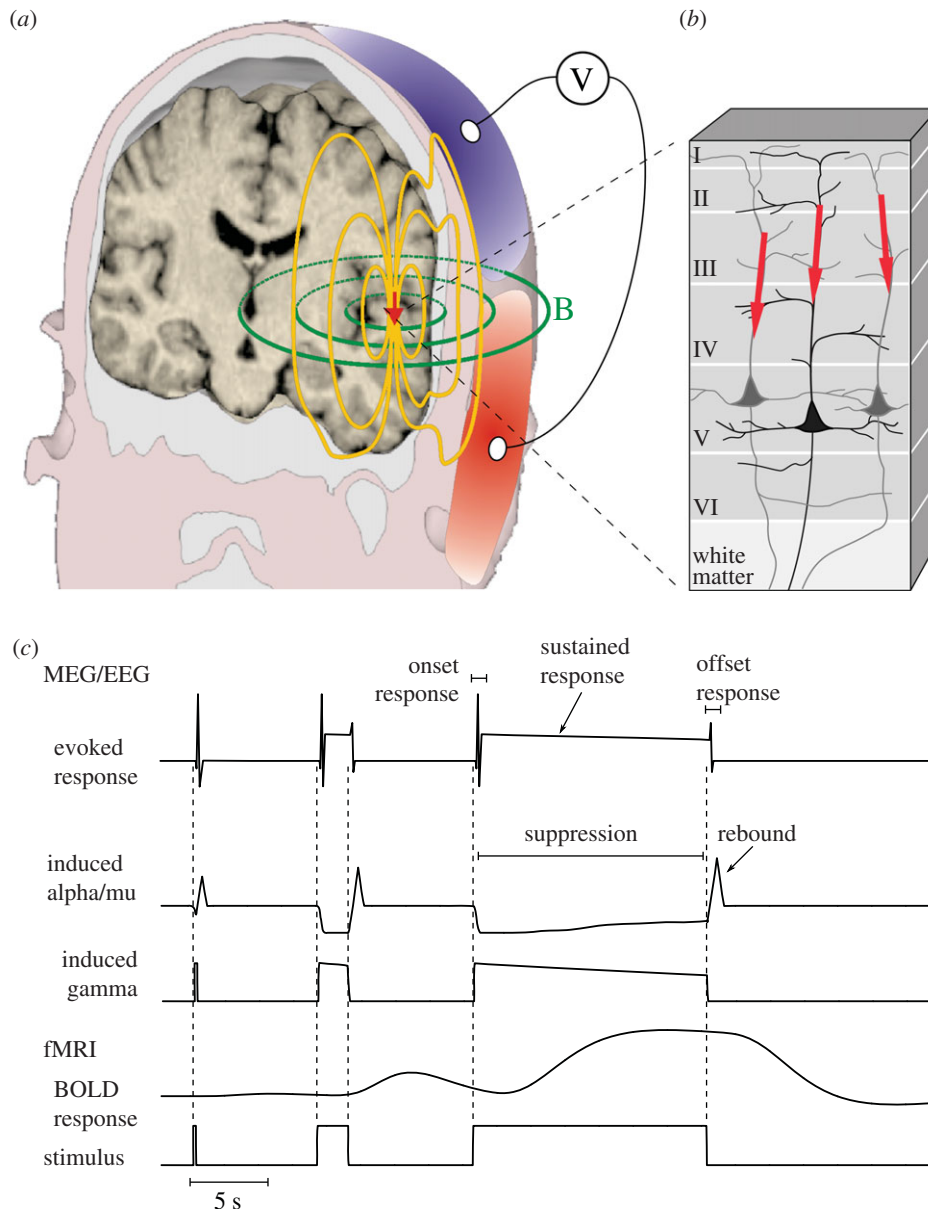 (a)
V
B
(b)
I
II
III
IV
V
VI
white
matter
(c)
MEG/EEG
onset
response
sustained
response
offset
response
evoked
response
suppression
rebound
induced
alpha/mu
induced
gamma
fMRI
BOLD
response
stimulus
5 s